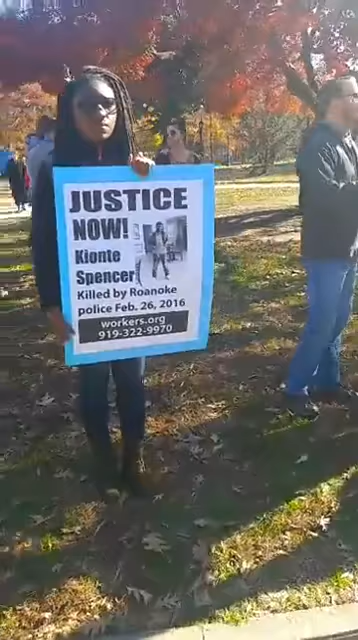 JUSTICE
NOW!
Kionte
Spencer
Killed by Roanoke
police Feb. 26, 2016
workers.org
919-322-9970